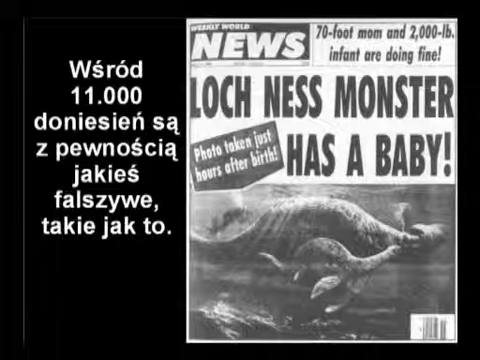 Wśród
11.000
doniesień są
z pewnością
jakieś
falszywe,
takie jak to.
WEEKLY WORLD
NEWS
70-foot mom and 2,000-lb.
infant are doing fine!
LOCH NESS MONSTER
HAS A BABY!
Photo taken just
hours after birth!